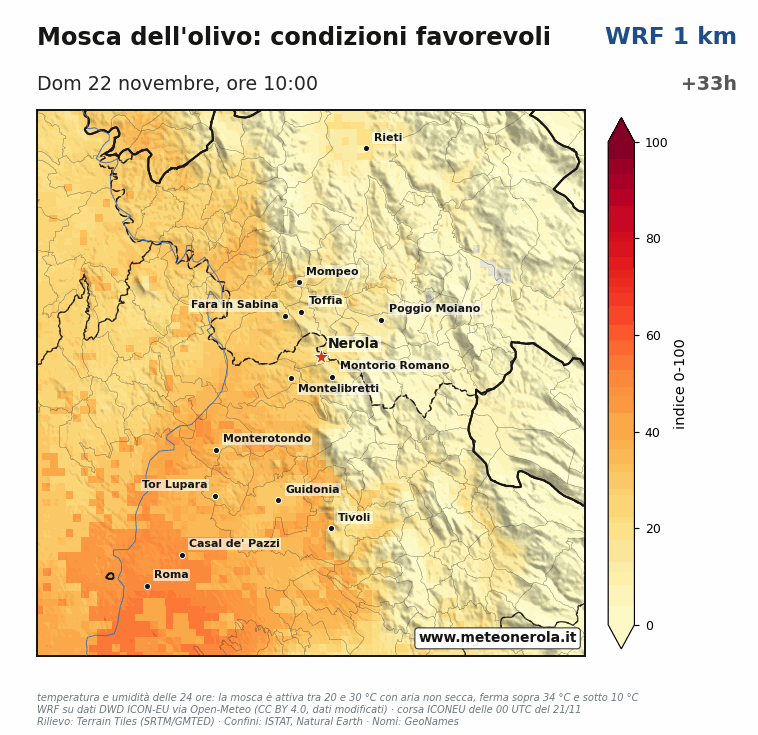 Mosca dell'olivo: condizioni favorevoli
WRF 1 km
Dom 22 novembre, ore 10:00
+33h
Rieti
Mompeo
Fara in Sabina
Toffia
Poggio Moiano
Nerola
Montorio Romano
Montelibretti
Monterotondo
Tor Lupara
Guidonia
Tivoli
Casal de' Pazzi
Roma
www.meteonerola.it
100
80
60
40
20
0
indice 0-100
temperatura e umidità delle 24 ore: la mosca è attiva tra 20 e 30 °C con aria non secca, ferma sopra 34 °C e sotto 10 °C
WRF su dati DWD ICON-EU via Open-Meteo (CC BY 4.0, dati modificati) · corsa ICONEU delle 00 UTC del 21/11
Rilievo: Terrain Tiles (SRTM/GMTED) · Confini: ISTAT, Natural Earth · Nomi: GeoNames